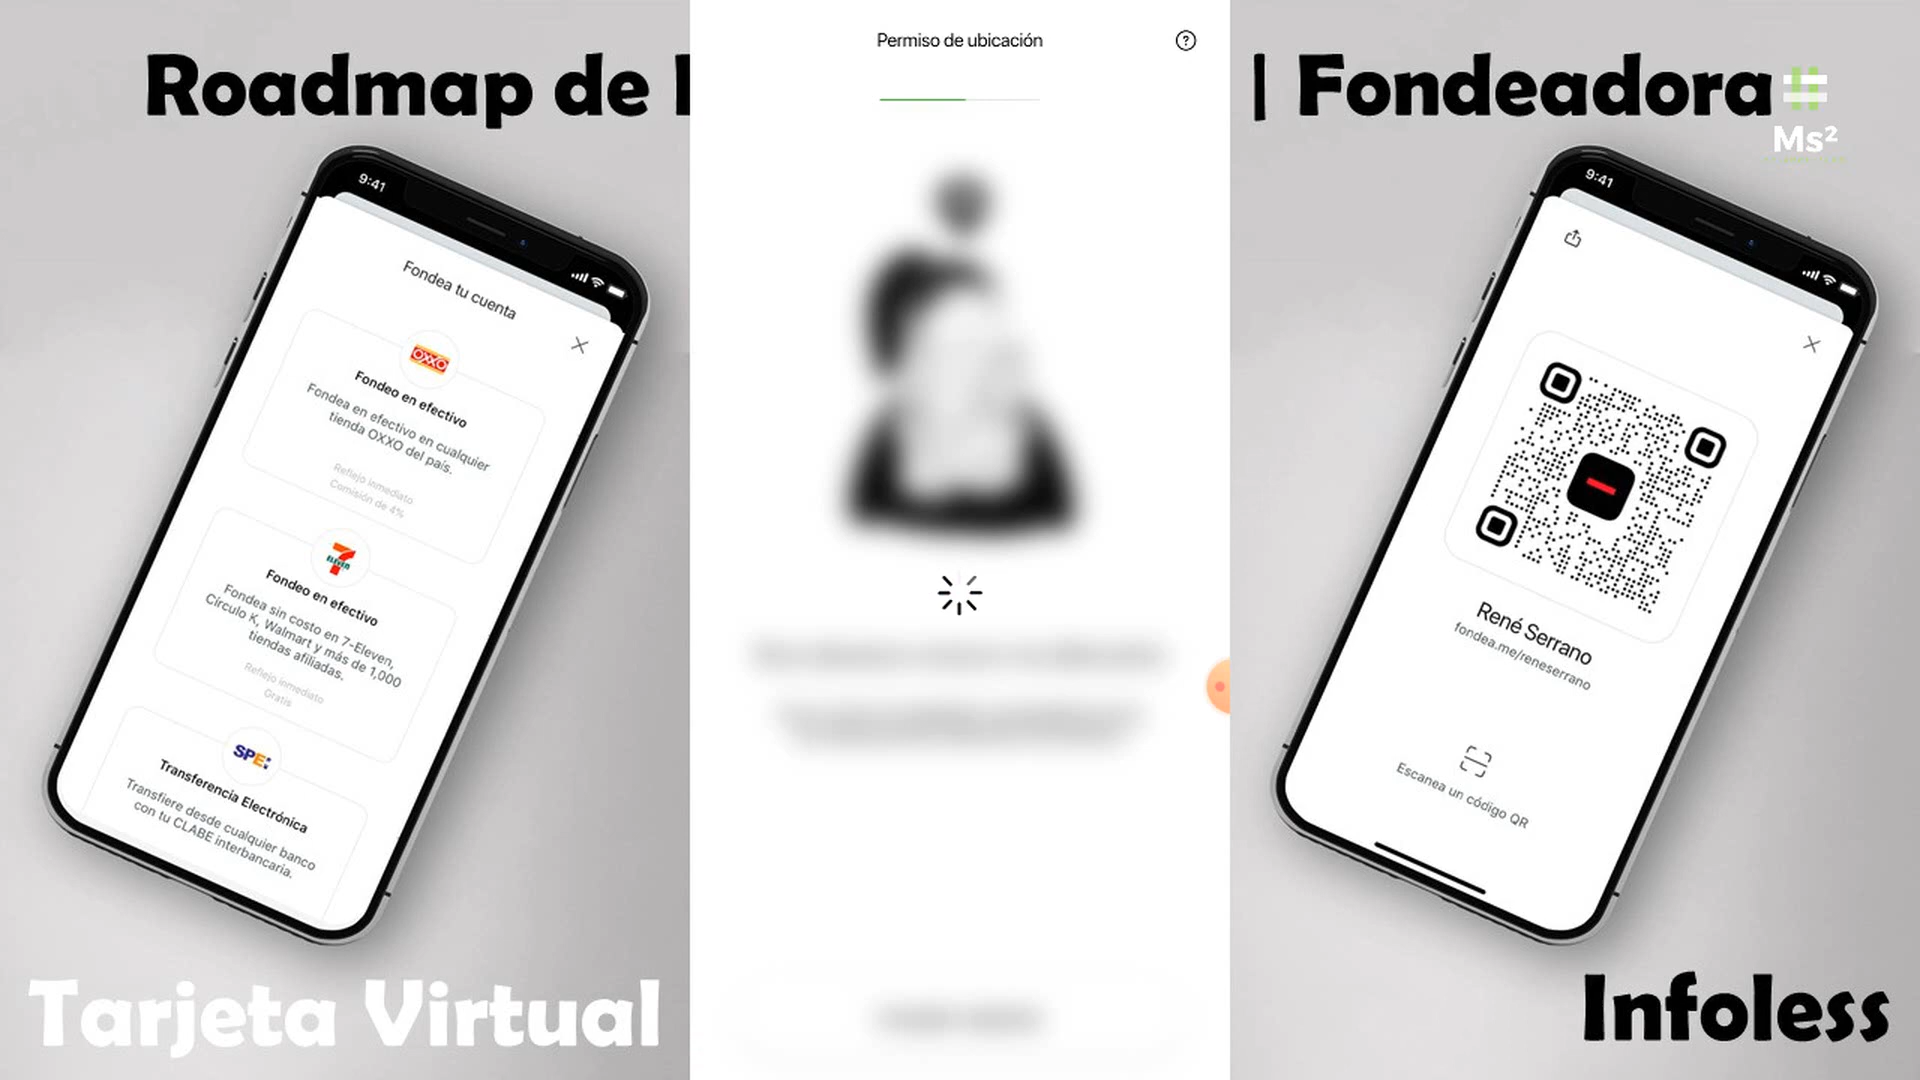 Roadmap de
| Fondeadora
Ms²
Permiso de ubicación
?
9:41
Fondea tu cuenta
OXXO
Fondeo en efectivo
Fondea en efectivo en cualquier
tienda OXXO del país.
Reflejo inmediato
Comisión de 4%
7
ELEVEN
Fondeo en efectivo
Fondea sin costo en 7-Eleven,
Círculo K, Walmart y más de 1,000
tiendas afiliadas.
Reflejo inmediato
Gratis
SPEI
Transferencia Electrónica
Transfiere desde cualquier banco
con tu CLABE interbancaria.
9:41
René Serrano
fondea.me/reneserrano
Escanea un código QR
Tarjeta Virtual
Infoless